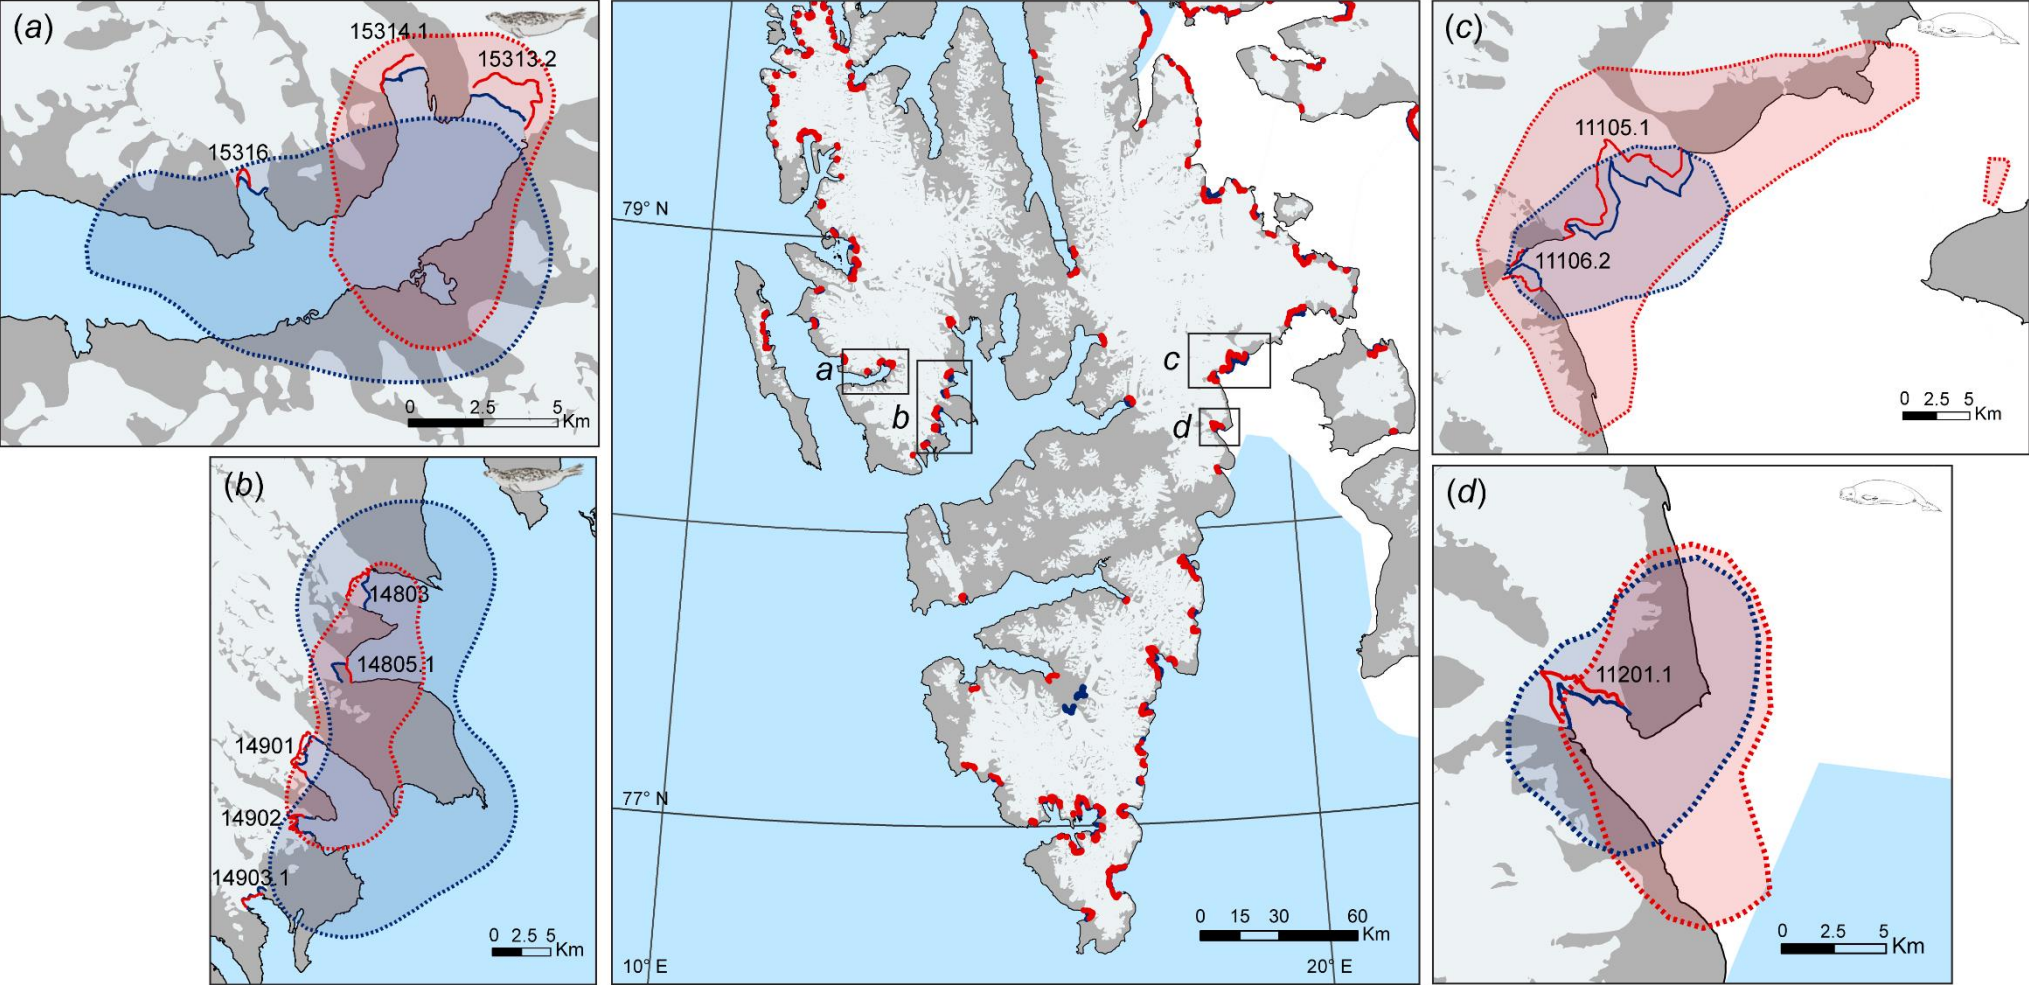 (a)
15314.1
15313.2
15316
0 2.5 5
Km
(b)
14803
14805.1
14901
14902
14903.1
0 2.5 5
Km
79° N
a
b
c
d
77° N
0 15 30 60
Km
10° E
20° E
(c)
11105.1
11106.2
0 2.5 5
Km
(d)
11201.1
0 2.5 5
Km